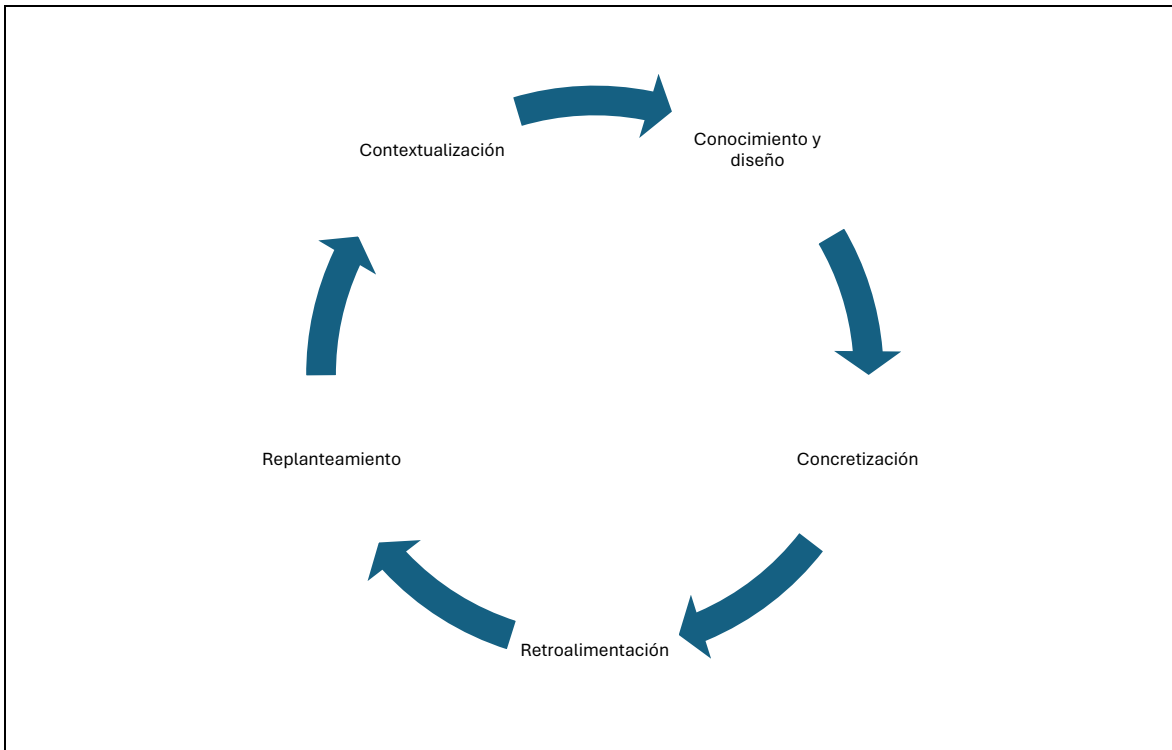 Contextualización
Conocimiento y
diseño
Concretización
Retroalimentación
Replanteamiento